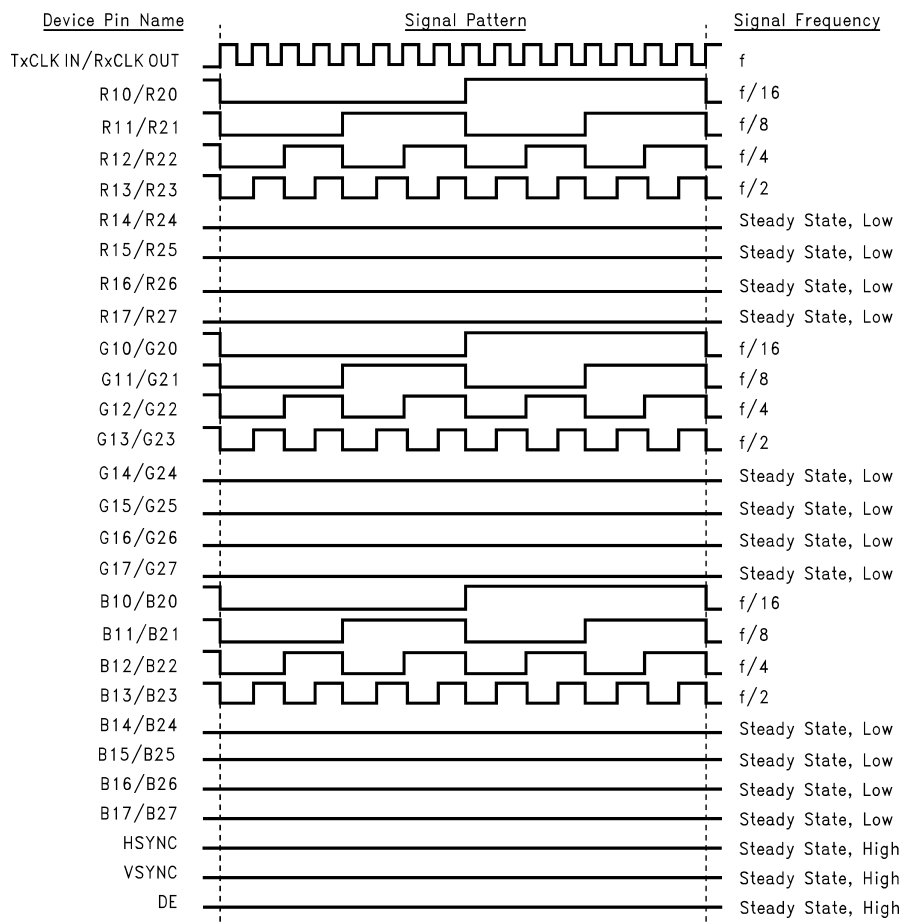 Device Pin Name Signal Pattern Signal Frequency
TxCLK IN/RxCLK OUT f
R10/R20 f/16
R11/R21 f/8
R12/R22 f/4
R13/R23 f/2
R14/R24 Steady State, Low
R15/R25 Steady State, Low
R16/R26 Steady State, Low
R17/R27 Steady State, Low
G10/G20 f/16
G11/G21 f/8
G12/G22 f/4
G13/G23 f/2
G14/G24 Steady State, Low
G15/G25 Steady State, Low
G16/G26 Steady State, Low
G17/G27 Steady State, Low
B10/B20 f/16
B11/B21 f/8
B12/B22 f/4
B13/B23 f/2
B14/B24 Steady State, Low
B15/B25 Steady State, Low
B16/B26 Steady State, Low
B17/B27 Steady State, Low
HSYNC Steady State, High
VSYNC Steady State, High
DE Steady State, High